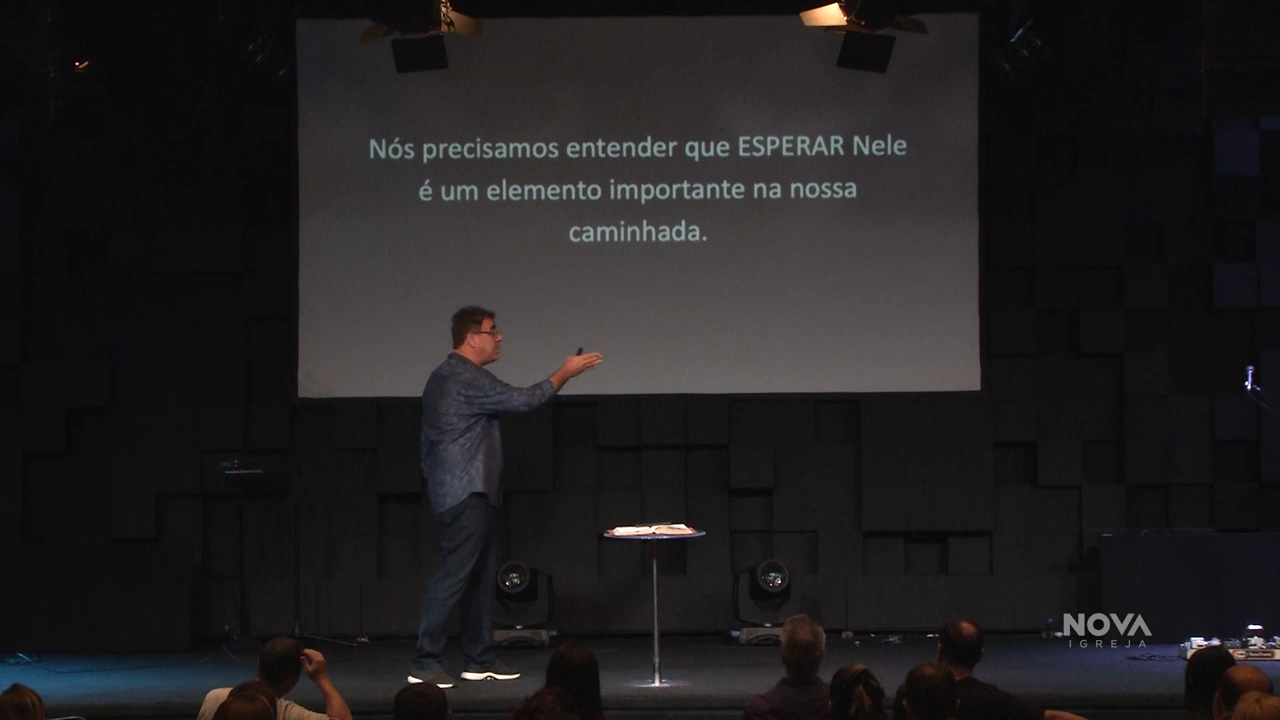 Nós precisamos entender que ESPERAR Nele
é um elemento importante na nossa
caminhada.
NOVA
IGREJA